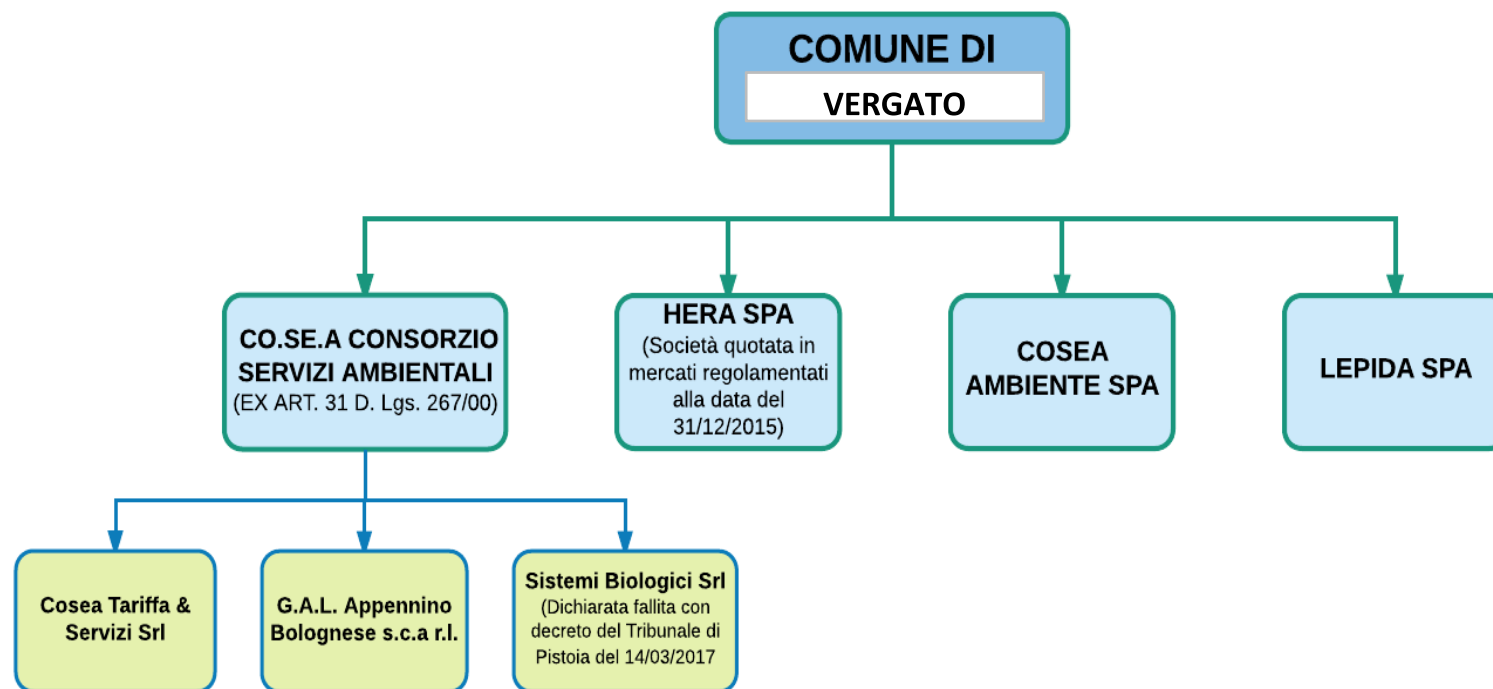 COMUNE DI
VERGATO
CO.SE.A CONSORZIO
SERVIZI AMBIENTALI
(EX ART. 31 D. Lgs. 267/00)
HERA SPA
(Società quotata in
mercati regolamentati
alla data del
31/12/2015)
COSEA
AMBIENTE SPA
LEPIDA SPA
Cosea Tariffa &
Servizi Srl
G.A.L. Appennino
Bolognese s.c.a r.l.
Sistemi Biologici Srl
(Dichiarata fallita con
decreto del Tribunale di
Pistoia del 14/03/2017